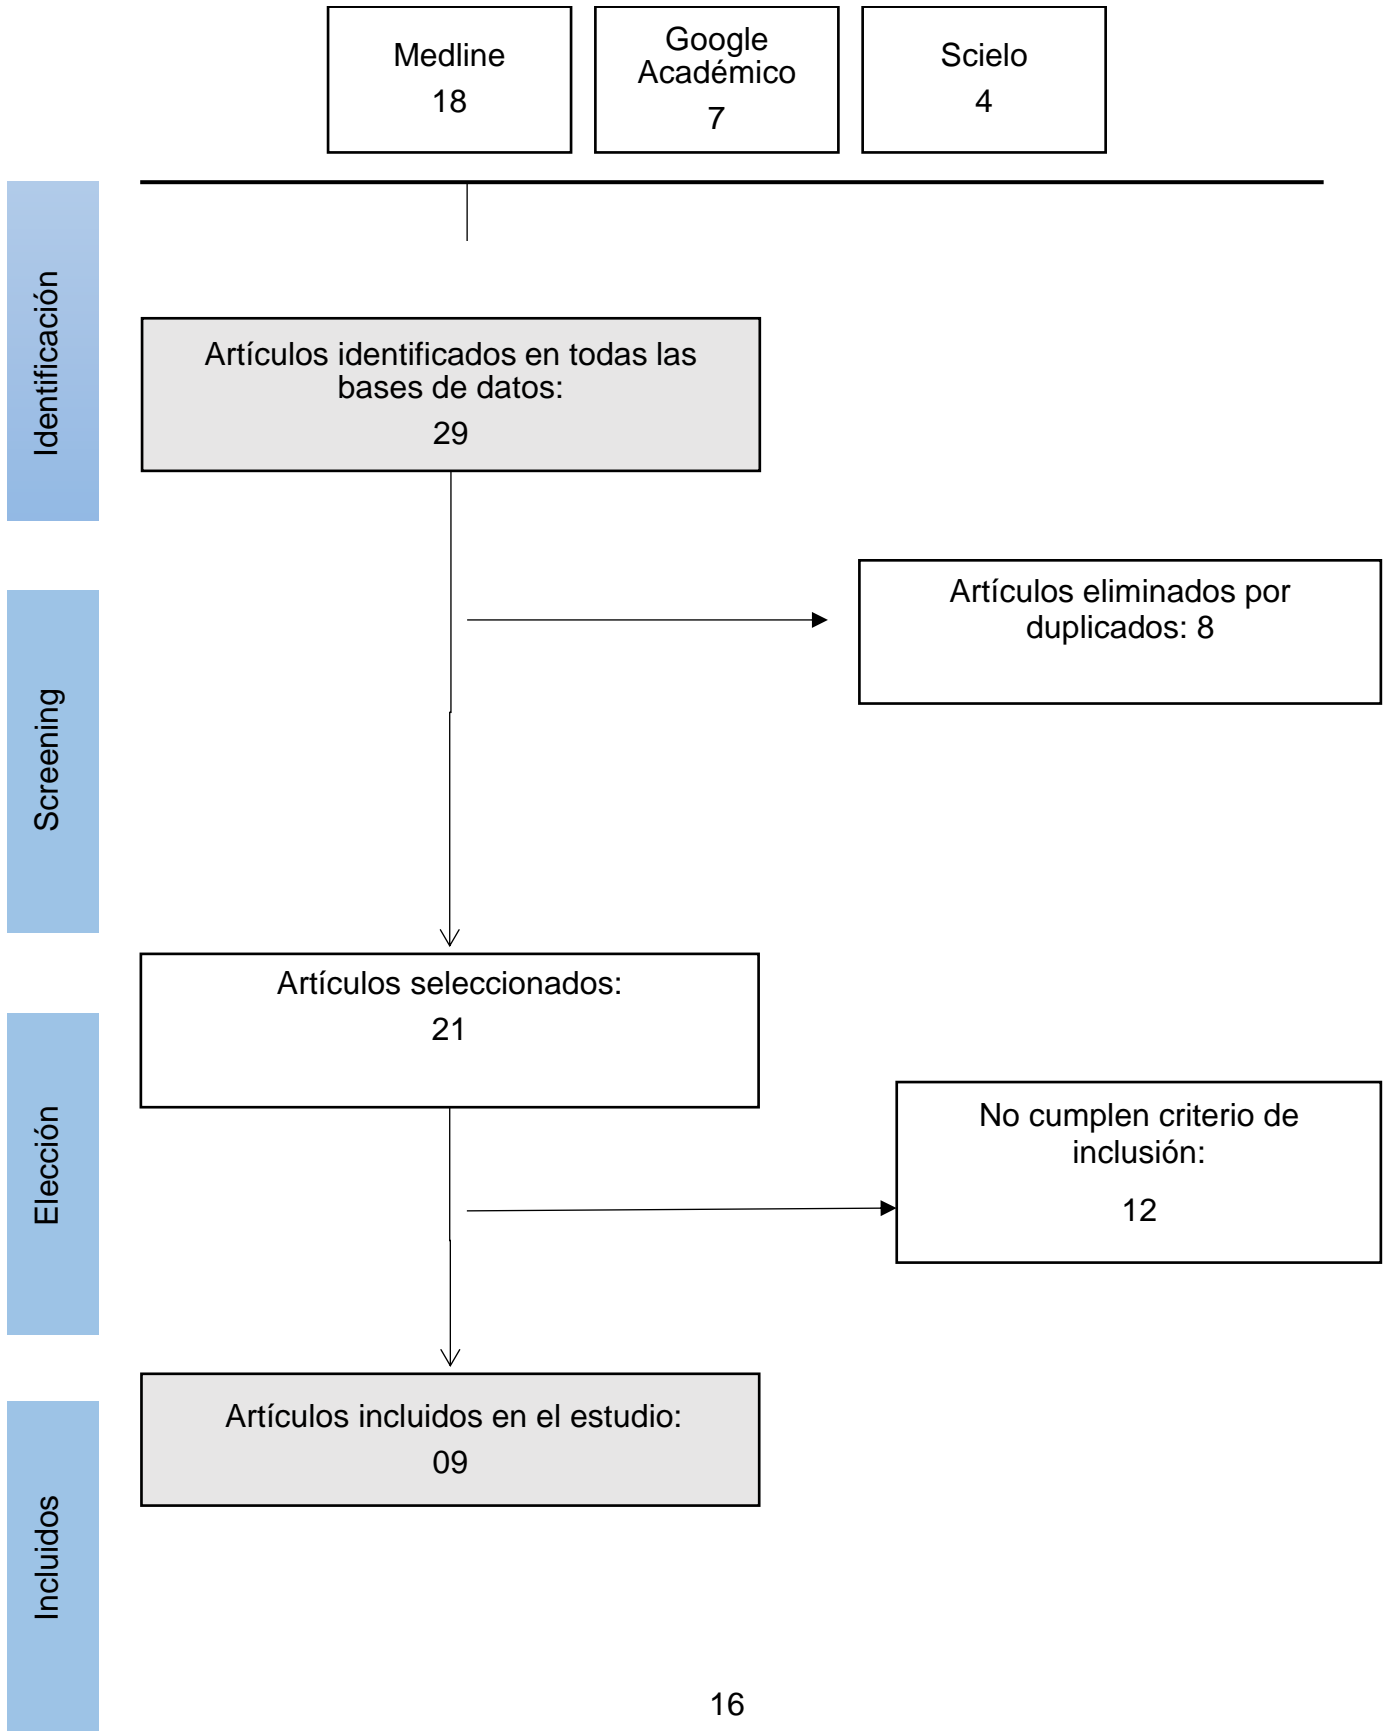 Medline
18
Google
Académico
7
Scielo
4
Identificación
Artículos identificados en todas las
bases de datos:
29
Screening
Artículos eliminados por
duplicados: 8
Artículos seleccionados:
21
Elección
No cumplen criterio de
inclusión:
12
Artículos incluidos en el estudio:
09
Incluidos
16